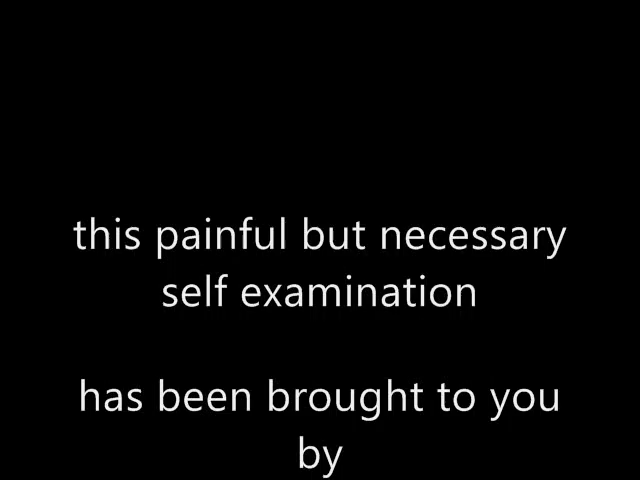 this painful but necessary
self examination
has been brought to you
by